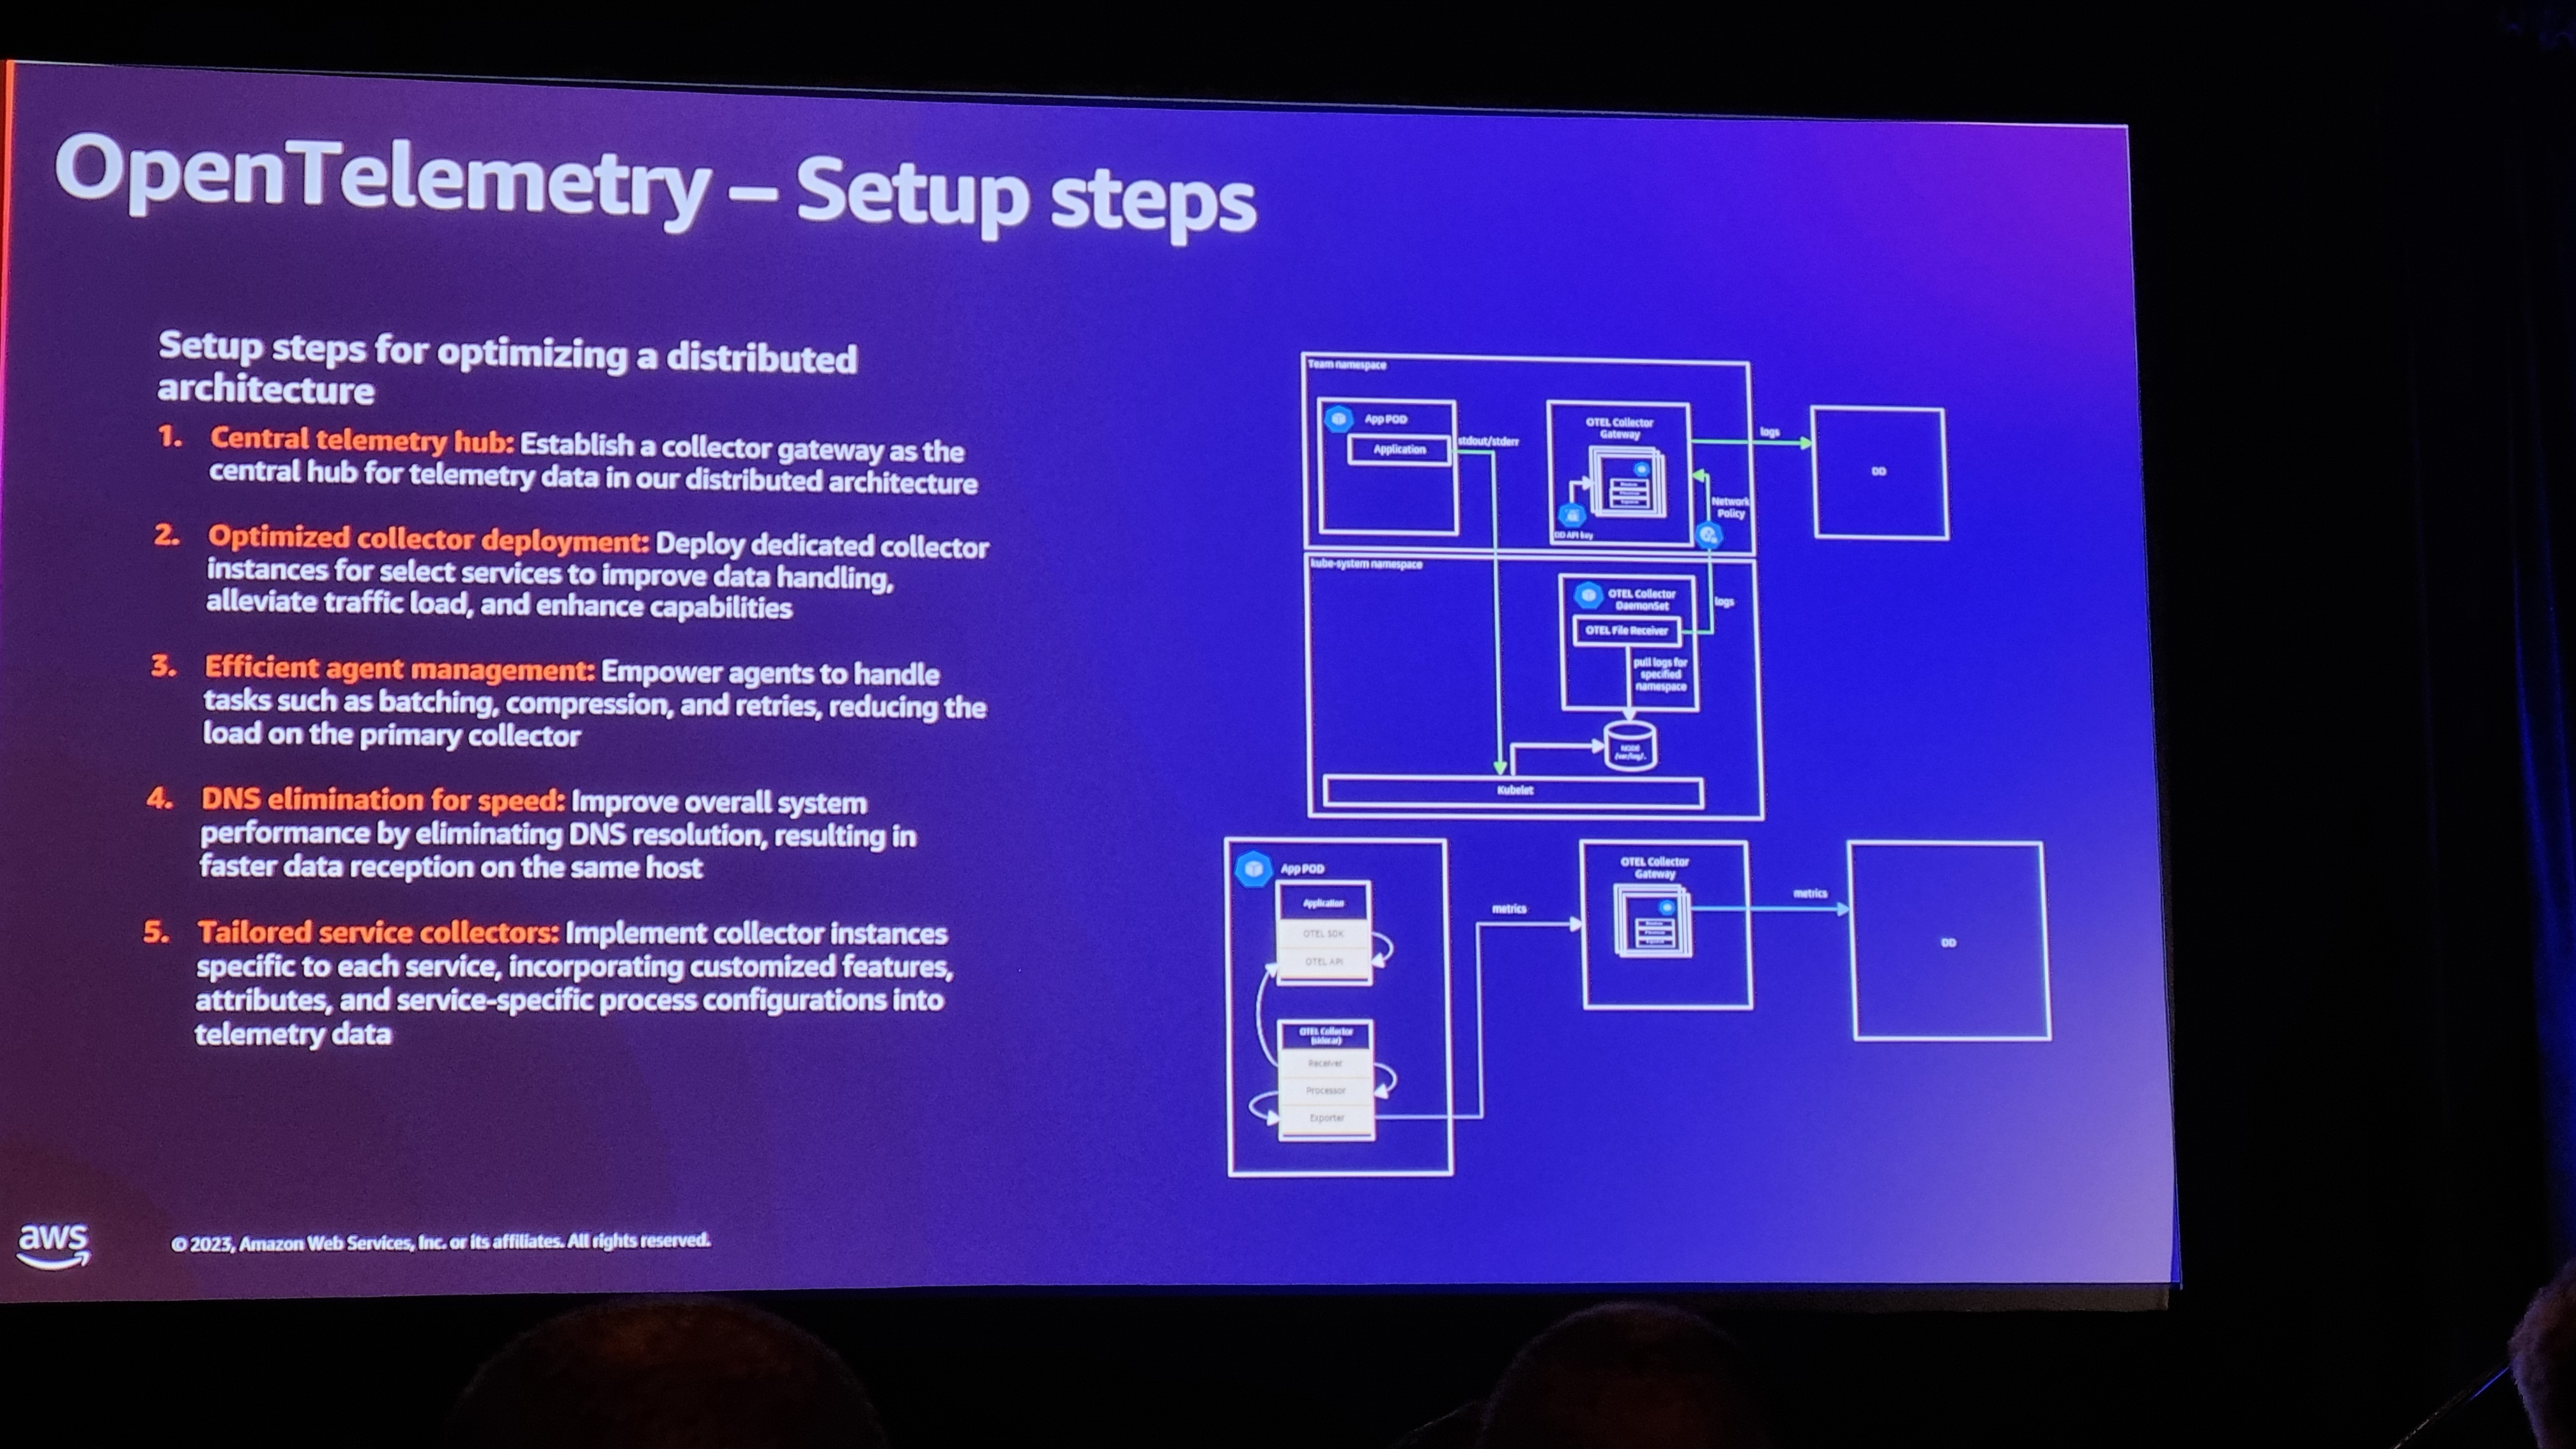 OpenTelemetry – Setup steps
Setup steps for optimizing a distributed
architecture
1. Central telemetry hub: Establish a collector gateway as the
central hub for telemetry data in our distributed architecture
2. Optimized collector deployment: Deploy dedicated collector
instances for select services to improve data handling,
alleviate traffic load, and enhance capabilities
3. Efficient agent management: Empower agents to handle
tasks such as batching, compression, and retries, reducing the
load on the primary collector
4. DNS elimination for speed: Improve overall system
performance by eliminating DNS resolution, resulting in
faster data reception on the same host
5. Tailored service collectors: Implement collector instances
specific to each service, incorporating customized features,
attributes, and service-specific process configurations into
telemetry data
Team namespace
App POD
Application
stdout/stderr
OTEL Collector
Gateway
DD API key
logs
DD
Network
Policy
kube-system namespace
OTEL Collector
DaemonSet
OTEL File Receiver
logs
pull logs for
specified
namespace
NODE
/var/log/..
Kubelet
App POD
Application
OTEL SDK
OTEL API
OTEL Collector
(sidecar)
Receiver
Processor
Exporter
metrics
OTEL Collector
Gateway
metrics
DD
aws
© 2023, Amazon Web Services, Inc. or its affiliates. All rights reserved.